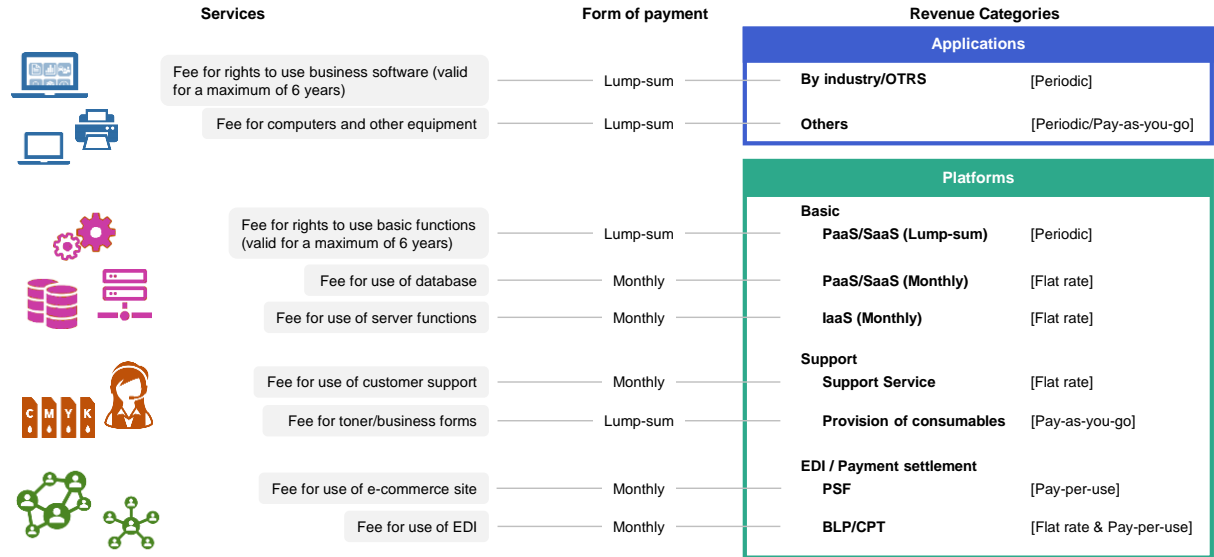 Services Form of payment Revenue Categories
Applications
Fee for rights to use business software (valid
for a maximum of 6 years) Lump-sum By industry/OTRS [Periodic]
Fee for computers and other equipment Lump-sum Others [Periodic/Pay-as-you-go]
Platforms
Basic
Fee for rights to use basic functions
(valid for a maximum of 6 years) Lump-sum PaaS/SaaS (Lump-sum) [Periodic]
Fee for use of database Monthly PaaS/SaaS (Monthly) [Flat rate]
Fee for use of server functions Monthly IaaS (Monthly) [Flat rate]
Support
Fee for use of customer support Monthly Support Service [Flat rate]
C M Y K
Fee for toner/business forms Lump-sum Provision of consumables [Pay-as-you-go]
EDI / Payment settlement
Fee for use of e-commerce site Monthly PSF [Pay-per-use]
Fee for use of EDI Monthly BLP/CPT [Flat rate & Pay-per-use]